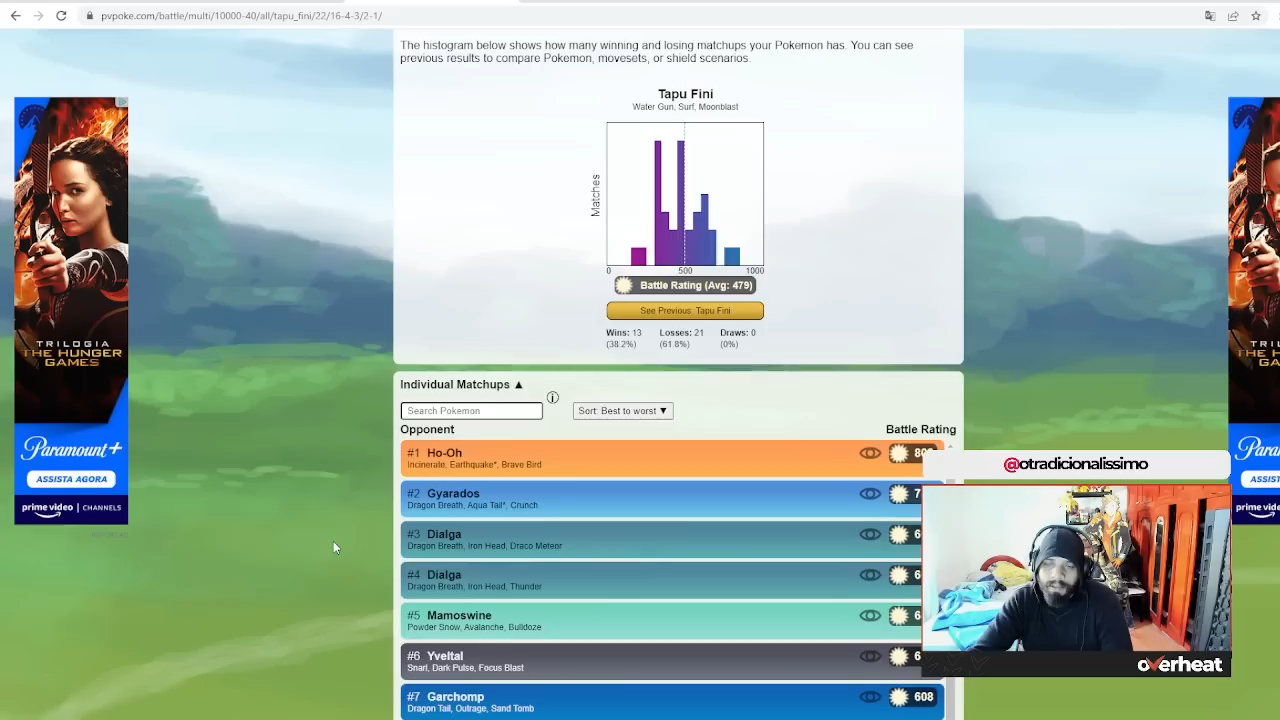 pvpoke.com/battle/multi/10000-40/all/tapu_fini/22/16-4-3/2-1/
The histogram below shows how many winning and losing matchups your Pokemon has. You can see
previous results to compare Pokemon, movesets, or shield scenarios.
Tapu Fini
Water Gun, Surf, Moonblast
Matches
0 500 1000
Battle Rating (Avg: 479)
See Previous Tapu Fini
Wins: 13 Losses: 21 Draws: 0
(38.2%) (61.8%) (0%)
Individual Matchups ▲
Search Pokemon
Sort: Best to worst ▼
Opponent Battle Rating
#1 Ho-Oh
Incinerate, Earthquake*, Brave Bird
#2 Gyarados
Dragon Breath, Aqua Tail*, Crunch
#3 Dialga
Dragon Breath, Iron Head, Draco Meteor
#4 Dialga
Dragon Breath, Iron Head, Thunder
#5 Mamoswine
Powder Snow, Avalanche, Bulldoze
#6 Yveltal
Snarl, Dark Pulse, Focus Blast
#7 Garchomp 608
Dragon Tail, Outrage, Sand Tomb
TRILOGIA
THE HUNGER
GAMES
Paramount+
ASSISTA AGORA
prime video | CHANNELS
@otradicionalissimo
overheat